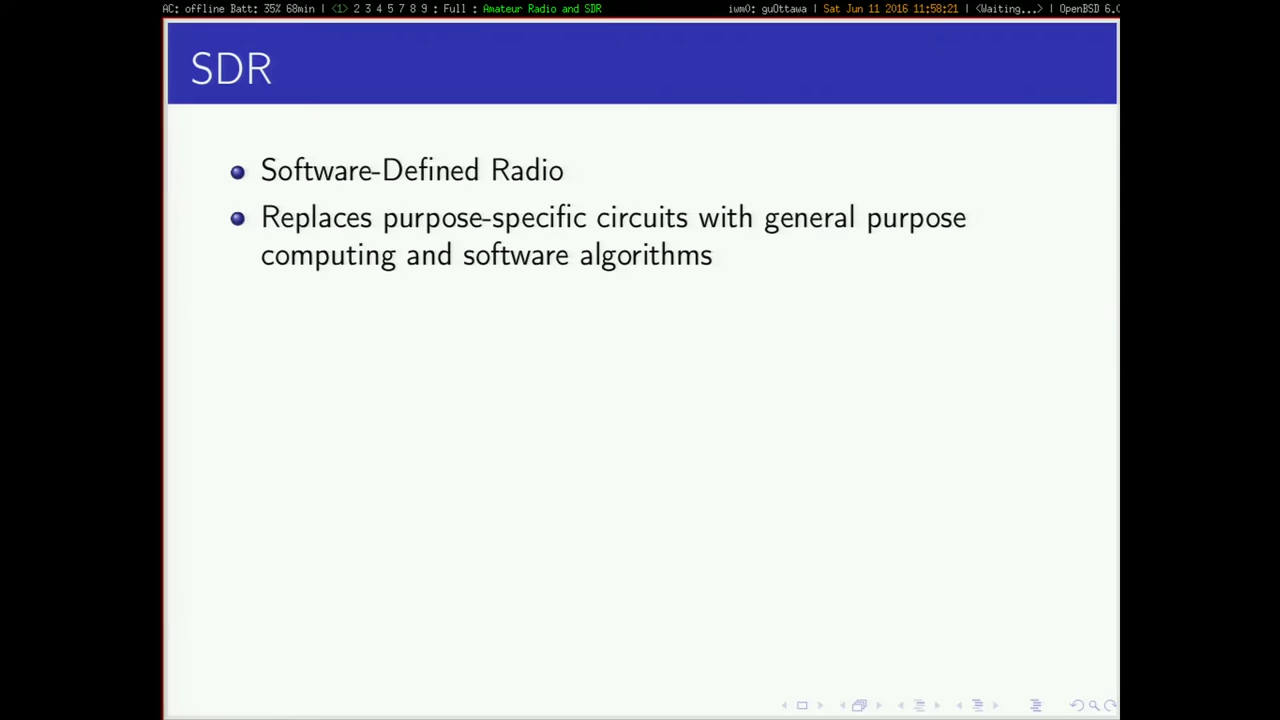 AC: offline Batt: 35% 68min | <1> 2 3 4 5 7 8 9 : Full : Amateur Radio and SDR iwm0: guOttawa | Sat Jun 11 2016 11:58:21 | <Waiting...> | OpenBSD 6.0
SDR
Software-Defined Radio
Replaces purpose-specific circuits with general purpose
computing and software algorithms